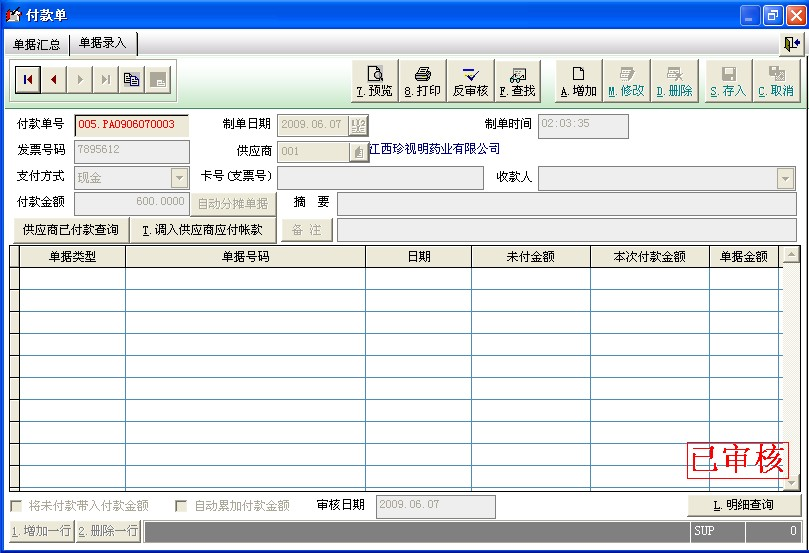 付款单
单据汇总 单据录入
7.预览 8.打印 反审核 F.查找 A.增加 M.修改 D.删除 S.存入 C.取消
付款单号 005.PA0906070003 制单日期 2009.06.07 制单时间 02:03:35
发票号码 7895612 供应商 001 江西珍视明药业有限公司
支付方式 现金 卡号(支票号) 收款人
付款金额 600.0000 自动分摊单据 摘 要
供应商已付款查询 T.调入供应商应付帐款 备 注
单据类型 单据号码 日期 未付金额 本次付款金额 单据金额
已审核
将未付款带入付款金额 自动累加付款金额 审核日期 2009.06.07 L.明细查询
1.增加一行 2.删除一行 SUP 0